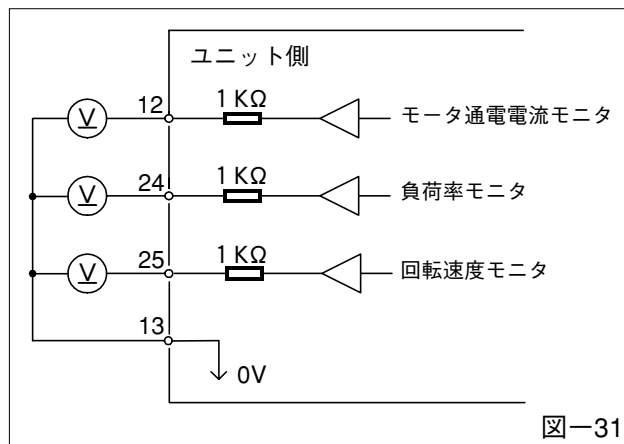 ユニット側
12
1 KΩ
V
モータ通電電流モニタ
24
1 KΩ
V
負荷率モニタ
25
1 KΩ
V
回転速度モニタ
13
0V
図ー31